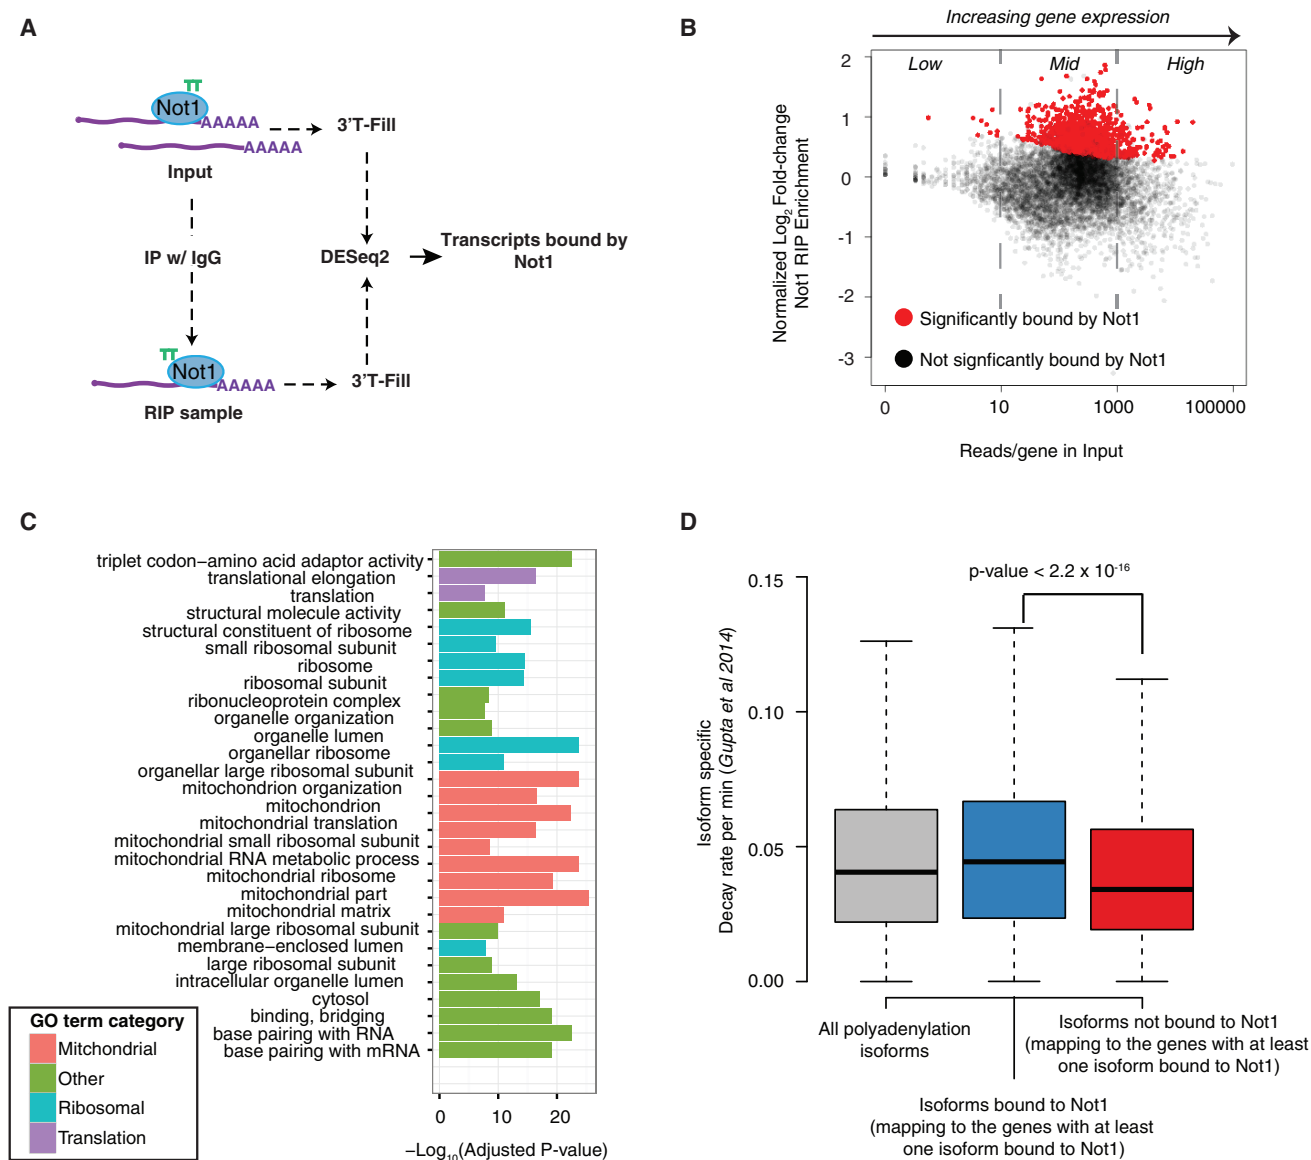 A
TT
Not1
AAAAA
AAAAA
Input
3'T-Fill
IP w/ IgG
DESeq2
Transcripts bound by
Not1
TT
Not1
AAAAA
3'T-Fill
RIP sample
B
Increasing gene expression
Low
Mid
High
2
1
0
-1
-2
-3
Normalized Log2 Fold-change
Not1 RIP Enrichment
Significantly bound by Not1
Not signficantly bound by Not1
0
10
1000
100000
Reads/gene in Input
C
triplet codon−amino acid adaptor activity
translational elongation
translation
structural molecule activity
structural constituent of ribosome
small ribosomal subunit
ribosome
ribosomal subunit
ribonucleoprotein complex
organelle organization
organelle lumen
organellar ribosome
organellar large ribosomal subunit
mitochondrion organization
mitochondrion
mitochondrial translation
mitochondrial small ribosomal subunit
mitochondrial RNA metabolic process
mitochondrial ribosome
mitochondrial part
mitochondrial matrix
mitochondrial large ribosomal subunit
membrane−enclosed lumen
large ribosomal subunit
intracellular organelle lumen
cytosol
binding, bridging
base pairing with RNA
base pairing with mRNA
0
10
20
−Log10(Adjusted P-value)
GO term category
Mitchondrial
Other
Ribosomal
Translation
D
p-value < 2.2 x 10-16
0.15
0.10
0.05
0.00
Isoform specific
Decay rate per min (Gupta et al 2014)
All polyadenylation
isoforms
Isoforms bound to Not1
(mapping to the genes with at least
one isoform bound to Not1)
Isoforms not bound to Not1
(mapping to the genes with at least
one isoform bound to Not1)